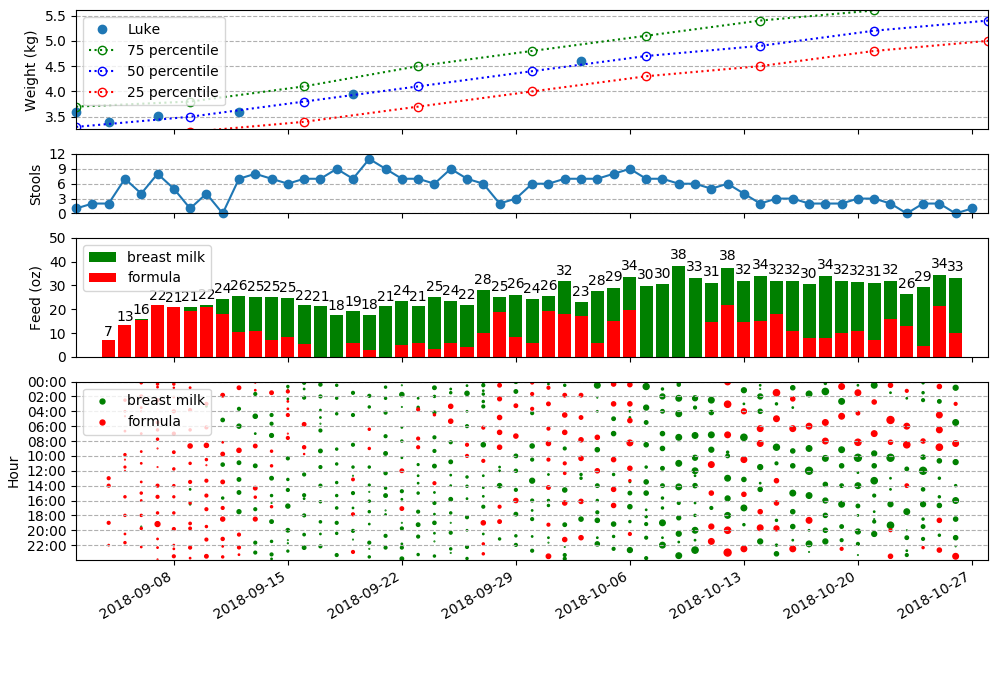 Weight (kg)
5.5
5.0
4.5
4.0
3.5
Luke
75 percentile
50 percentile
25 percentile
Stools
12
9
6
3
0
Feed (oz)
50
40
30
20
10
0
breast milk
formula
7 13 16 22 21 21 22 24 26 25 25 25 22 21 18 19 18 21 24 21 25 24 22 28 25 26 24 26 32 23 28 29 34 30 30 38 33 31 38 32 34 32 32 30 34 32 32 31 32 26 29 34 33
Hour
00:00
02:00
04:00
06:00
08:00
10:00
12:00
14:00
16:00
18:00
20:00
22:00
breast milk
formula
2018-09-08 2018-09-15 2018-09-22 2018-09-29 2018-10-06 2018-10-13 2018-10-20 2018-10-27